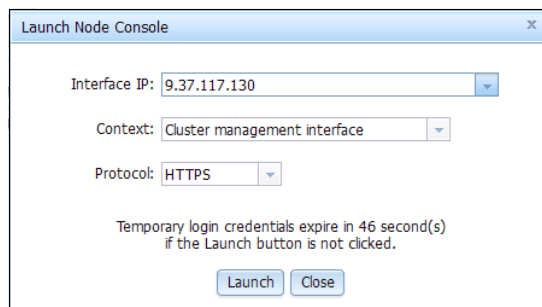 Launch Node Console x
Interface IP: 9.37.117.130
Context: Cluster management interface
Protocol: HTTPS
Temporary login credentials expire in 46 second(s)
if the Launch button is not clicked.
Launch Close